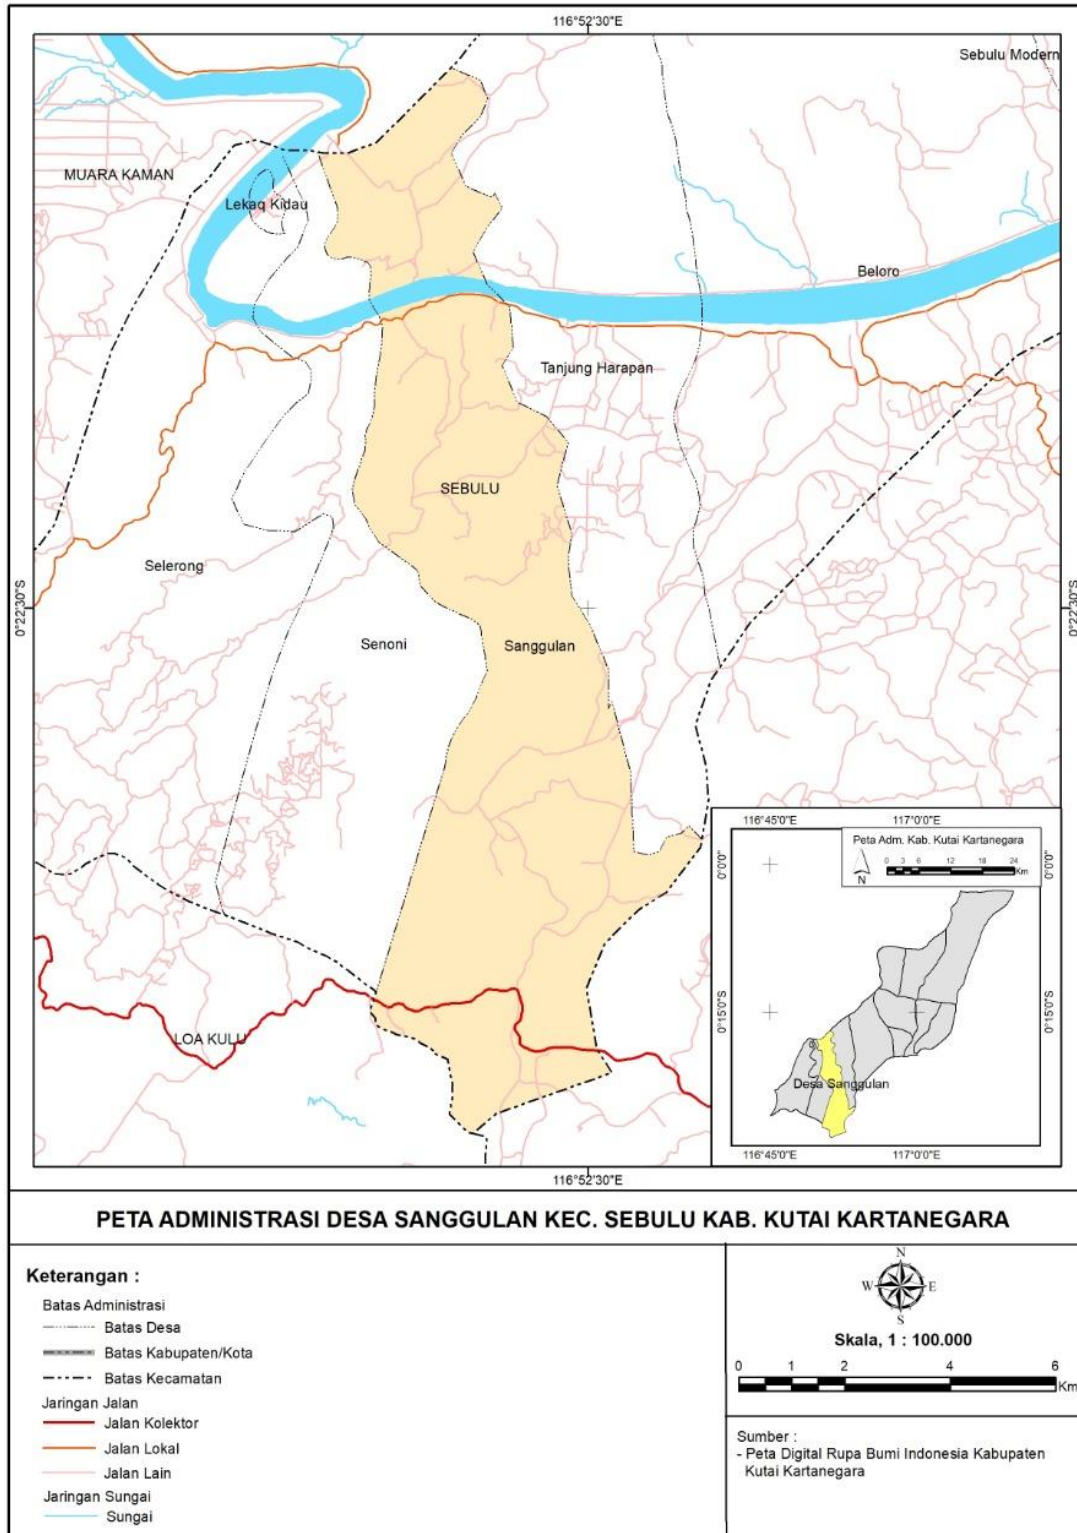 116°52'30"E
Sebulu Modern
MUARA KAMAN
Lekaq Kidau
Beloro
Tanjung Harapan
SEBULU
Selerong
0°22'30"S
0°22'30"S
Senoni
Sanggulan
LOA KULU
116°45'0"E
117°0'0"E
Peta Adm. Kab. Kutai Kartanegara
0 3 6 12 18 24
Km
N
0°0'0"
0°0'0"
0°15'0"S
0°15'0"S
Desa Sanggulan
116°45'0"E
117°0'0"E
116°52'30"E
PETA ADMINISTRASI DESA SANGGULAN KEC. SEBULU KAB. KUTAI KARTANEGARA
Keterangan :
Batas Administrasi
Batas Desa
Batas Kabupaten/Kota
Batas Kecamatan
Jaringan Jalan
Jalan Kolektor
Jalan Lokal
Jalan Lain
Jaringan Sungai
Sungai
N
W E
S
Skala, 1 : 100.000
0 1 2 4 6
Km
Sumber :
- Peta Digital Rupa Bumi Indonesia Kabupaten
Kutai Kartanegara